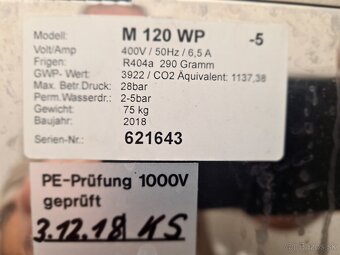 Modell: M 120 WP -5
Volt/Amp 400V / 50Hz / 6,5 A
Frigen: R404a 290 Gramm
GWP- Wert: 3922 / CO2 Äquivalent: 1137,38
Max. Betr.Druck: 28bar
Perm.Wasserdr.: 2-5bar
Gewicht: 75 kg
Baujahr: 2018
Serien-Nr.: 621643
PE-Prüfung 1000V
geprüft
3.12.18 KS